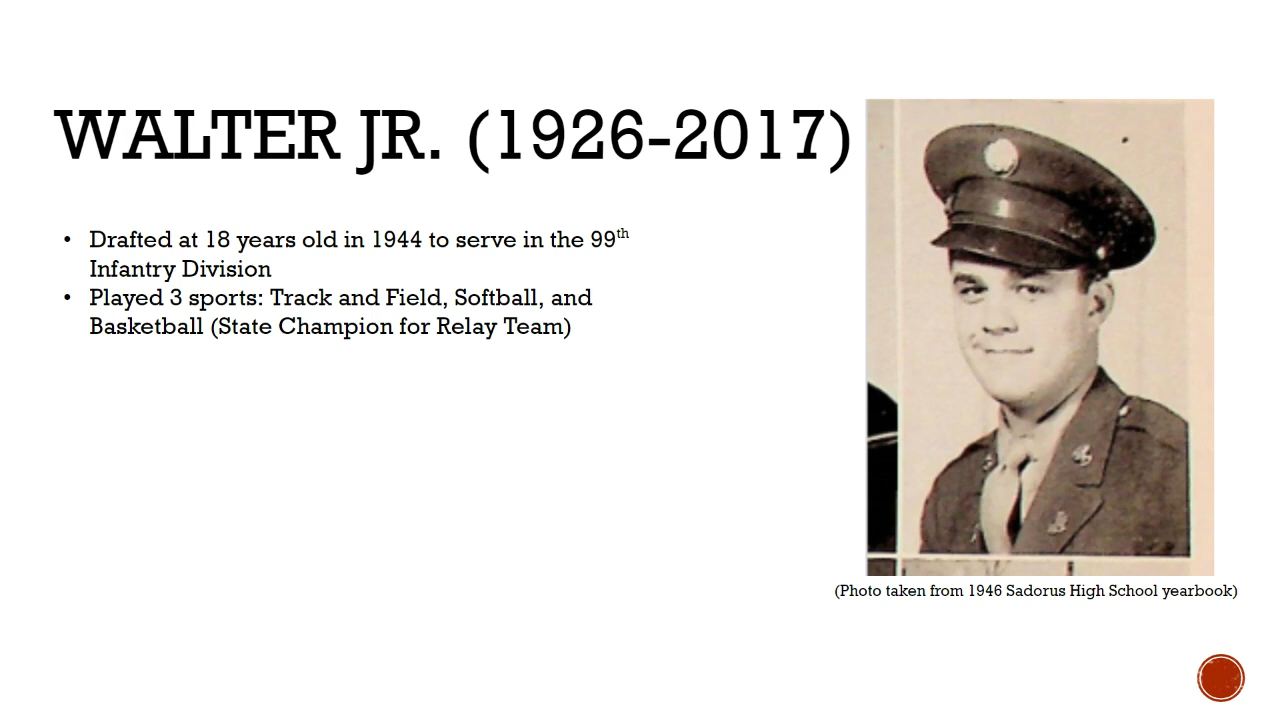 WALTER JR. (1926-2017)
• Drafted at 18 years old in 1944 to serve in the 99th
Infantry Division
• Played 3 sports: Track and Field, Softball, and
Basketball (State Champion for Relay Team)
(Photo taken from 1946 Sadorus High School yearbook)